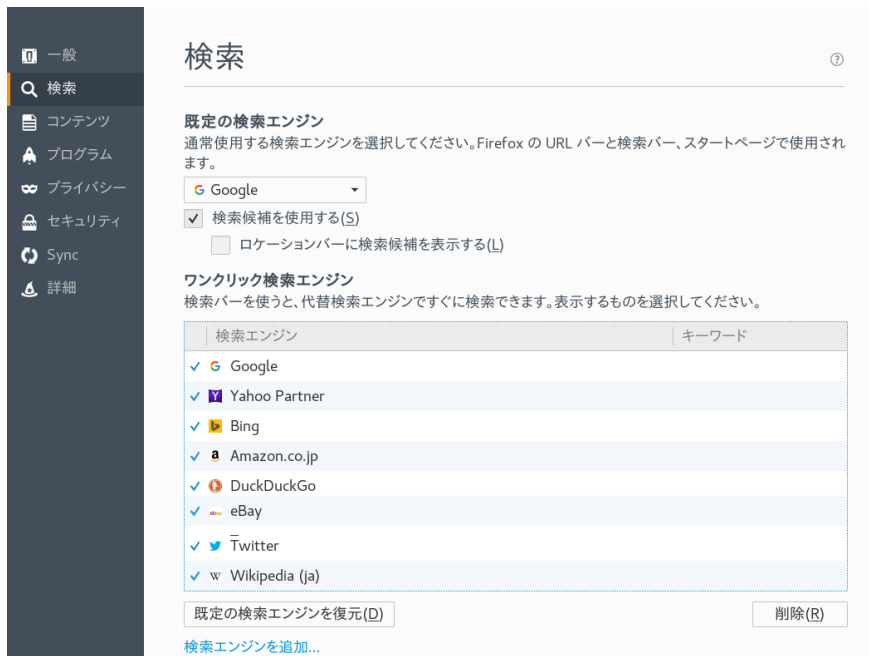 一般
検索
コンテンツ
プログラム
プライバシー
セキュリティ
Sync
詳細
検索
既定の検索エンジン
通常使用する検索エンジンを選択してください。Firefox の URL バーと検索バー、スタートページで使用され
ます。
Google
検索候補を使用する(S)
ロケーションバーに検索候補を表示する(L)
ワンクリック検索エンジン
検索バーを使うと、代替検索エンジンですぐに検索できます。表示するものを選択してください。
検索エンジン キーワード
Google
Yahoo Partner
Bing
Amazon.co.jp
DuckDuckGo
eBay
Twitter
Wikipedia (ja)
既定の検索エンジンを復元(D) 削除(R)
検索エンジンを追加...